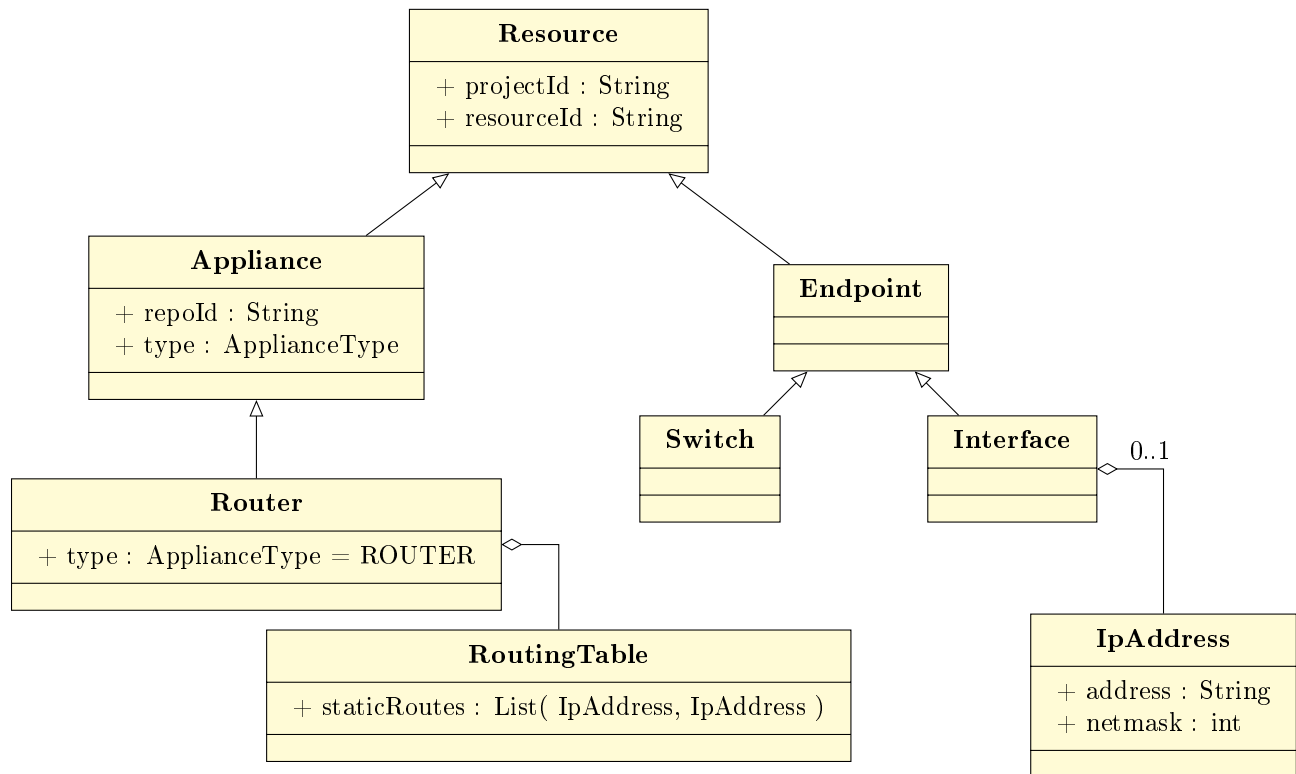 Resource
+ projectId : String
+ resourceId : String
Appliance
+ repoId : String
+ type : ApplianceType
Endpoint
Switch
Interface
0..1
Router
+ type : ApplianceType = ROUTER
RoutingTable
+ staticRoutes : List( IpAddress, IpAddress )
IpAddress
+ address : String
+ netmask : int